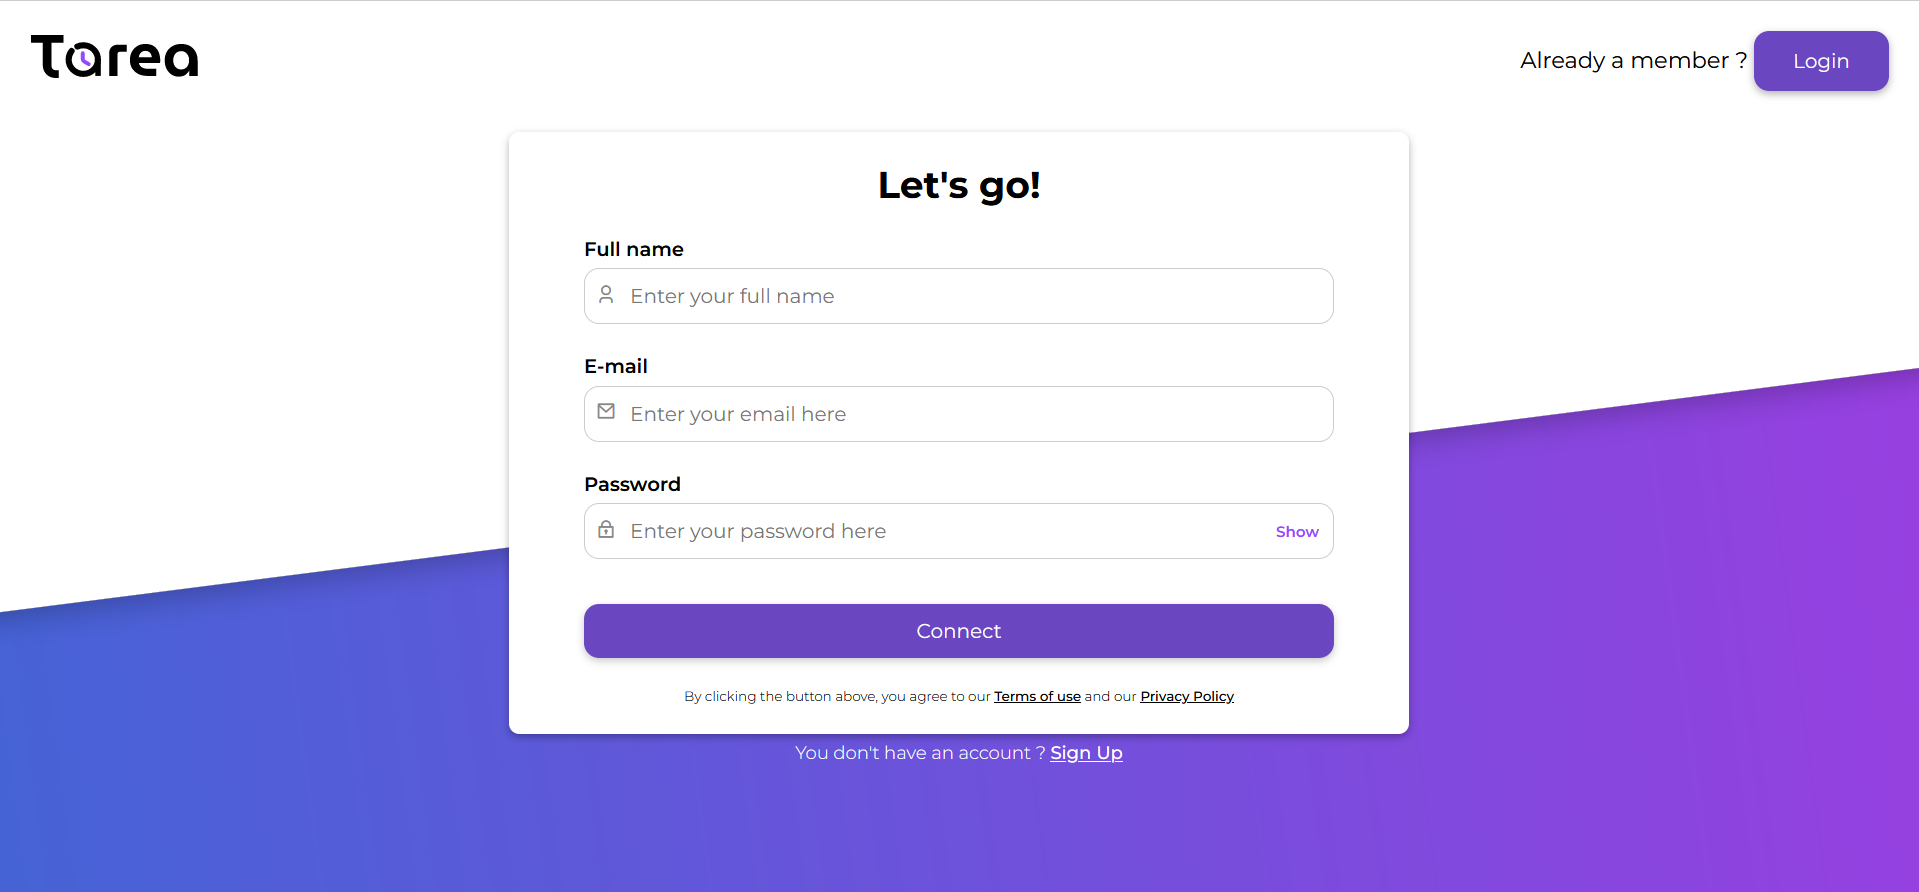 Tarea
Already a member ? Login
Let's go!
Full name
Enter your full name
E-mail
Enter your email here
Password
Enter your password here Show
Connect
By clicking the button above, you agree to our Terms of use and our Privacy Policy
You don't have an account ? Sign Up